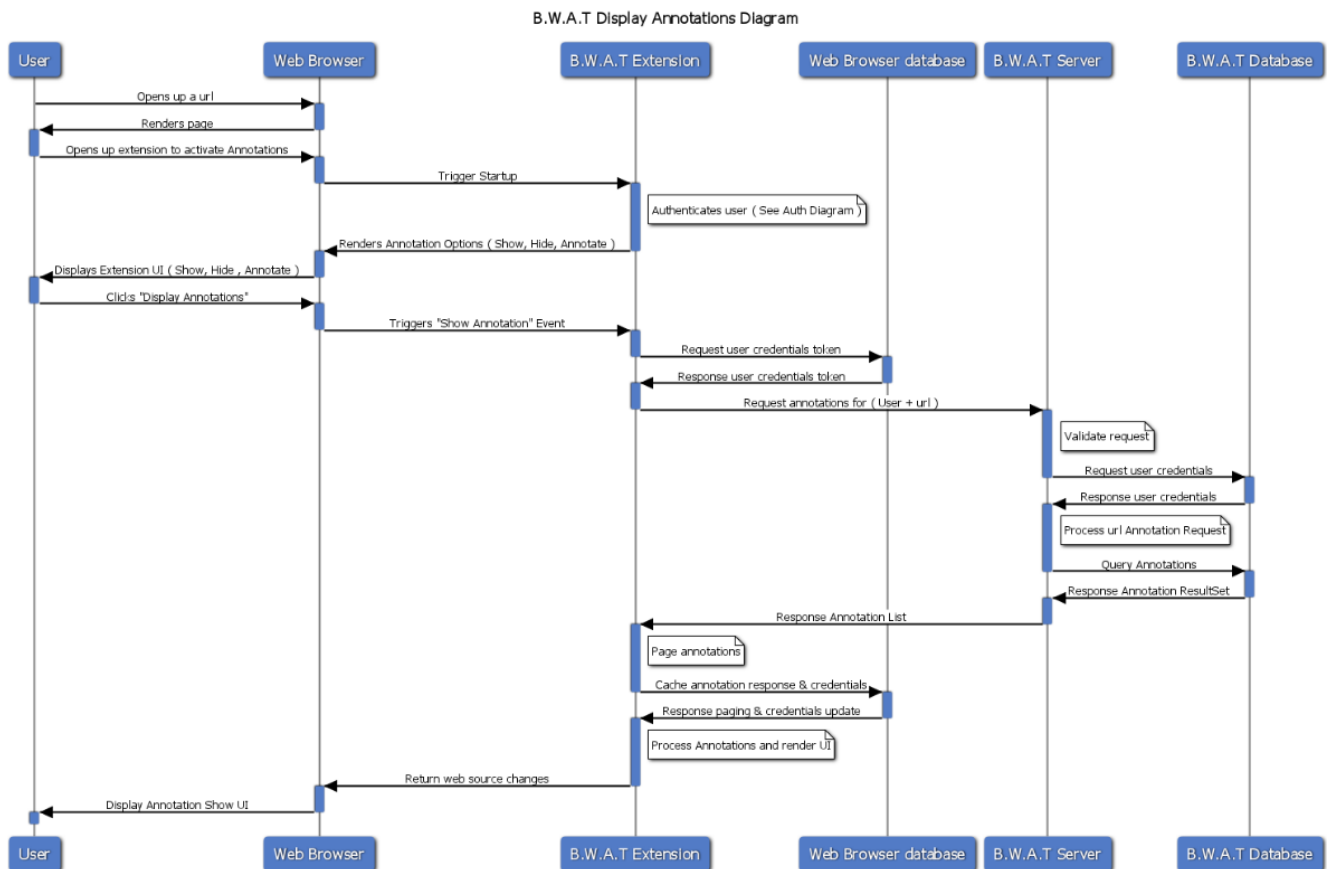 B.W.A.T Display Annotations Diagram
User
Web Browser
B.W.A.T Extension
Web Browser database
B.W.A.T Server
B.W.A.T Database
Opens up a url
Renders page
Opens up extension to activate Annotations
Trigger Startup
Authenticates user ( See Auth Diagram )
Renders Annotation Options ( Show, Hide, Annotate )
Displays Extension UI ( Show, Hide , Annotate )
Clicks "Display Annotations"
Triggers "Show Annotation" Event
Request user credentials token
Response user credentials token
Request annotations for ( User + url )
Validate request
Request user credentials
Response user credentials
Process url Annotation Request
Query Annotations
Response Annotation ResultSet
Response Annotation List
Page annotations
Cache annotation response & credentials
Response paging & credentials update
Process Annotations and render UI
Return web source changes
Display Annotation Show UI
User
Web Browser
B.W.A.T Extension
Web Browser database
B.W.A.T Server
B.W.A.T Database